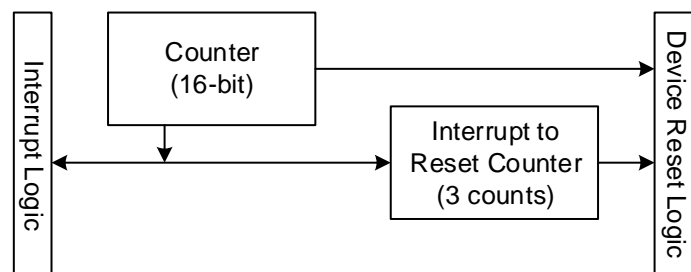 Interrupt Logic
Counter
(16-bit)
Interrupt to
Reset Counter
(3 counts)
Device Reset Logic